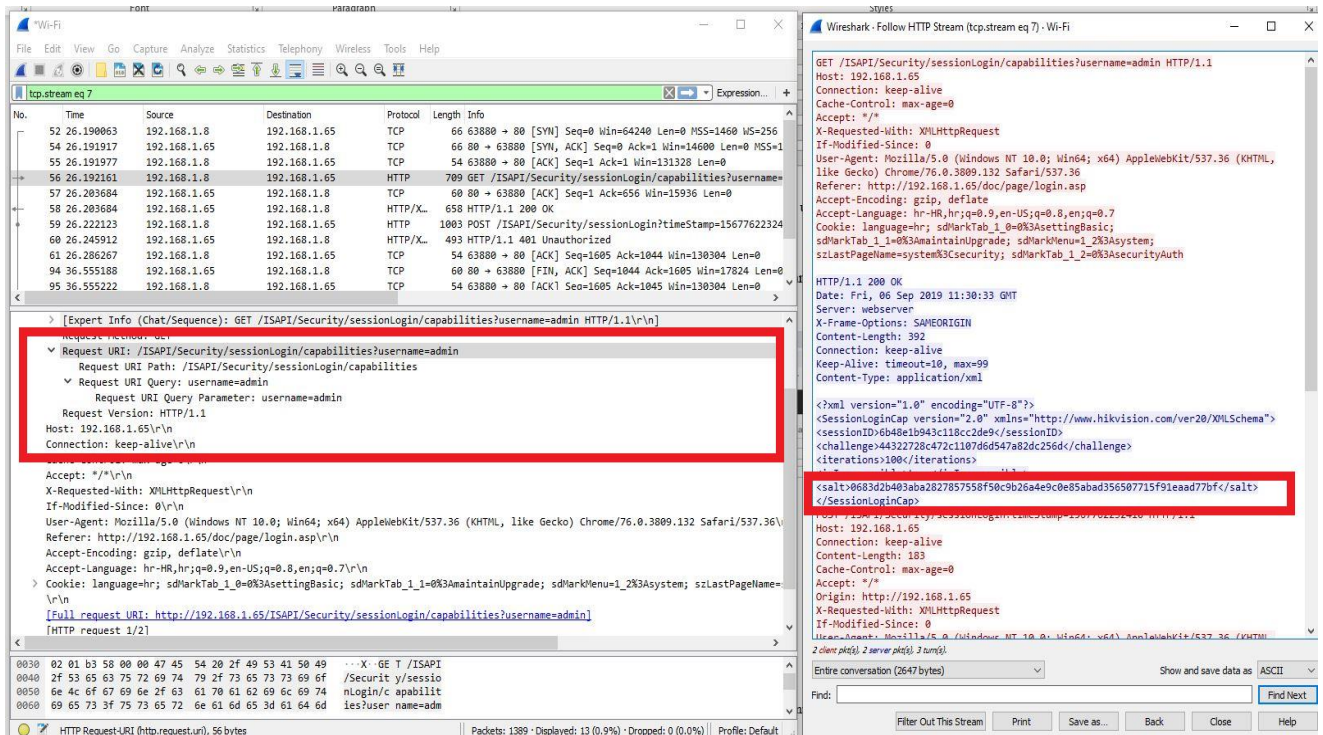 Font
Paragraph
Styles
*Wi-Fi
File Edit View Go Capture Analyze Statistics Telephony Wireless Tools Help
tcp.stream eq 7
Expression... +
No. Time Source Destination Protocol Length Info
52 26.190063 192.168.1.8 192.168.1.65 TCP 66 63880 → 80 [SYN] Seq=0 Win=64240 Len=0 MSS=1460 WS=256
54 26.191917 192.168.1.65 192.168.1.8 TCP 66 80 → 63880 [SYN, ACK] Seq=0 Ack=1 Win=14600 Len=0 MSS=1
55 26.191977 192.168.1.8 192.168.1.65 TCP 54 63880 → 80 [ACK] Seq=1 Ack=1 Win=131328 Len=0
56 26.192161 192.168.1.8 192.168.1.65 HTTP 709 GET /ISAPI/Security/sessionLogin/capabilities?username=
57 26.203684 192.168.1.65 192.168.1.8 TCP 60 80 → 63880 [ACK] Seq=1 Ack=656 Win=15936 Len=0
58 26.203684 192.168.1.65 192.168.1.8 HTTP/X… 658 HTTP/1.1 200 OK
59 26.222123 192.168.1.8 192.168.1.65 HTTP 1003 POST /ISAPI/Security/sessionLogin?timeStamp=15677622324
60 26.245912 192.168.1.65 192.168.1.8 HTTP/X… 493 HTTP/1.1 401 Unauthorized
61 26.286267 192.168.1.8 192.168.1.65 TCP 54 63880 → 80 [ACK] Seq=1605 Ack=1044 Win=130304 Len=0
94 36.555188 192.168.1.65 192.168.1.8 TCP 60 80 → 63880 [FIN, ACK] Seq=1044 Ack=1605 Win=17824 Len=0
95 36.555222 192.168.1.8 192.168.1.65 TCP 54 63880 → 80 [ACK] Seq=1605 Ack=1045 Win=130304 Len=0
[Expert Info (Chat/Sequence): GET /ISAPI/Security/sessionLogin/capabilities?username=admin HTTP/1.1\r\n]
Request Method: GET
Request URI: /ISAPI/Security/sessionLogin/capabilities?username=admin
Request URI Path: /ISAPI/Security/sessionLogin/capabilities
Request URI Query: username=admin
Request URI Query Parameter: username=admin
Request Version: HTTP/1.1
Host: 192.168.1.65\r\n
Connection: keep-alive\r\n
Cache-Control: max-age=0\r\n
Accept: */*\r\n
X-Requested-With: XMLHttpRequest\r\n
If-Modified-Since: 0\r\n
User-Agent: Mozilla/5.0 (Windows NT 10.0; Win64; x64) AppleWebKit/537.36 (KHTML, like Gecko) Chrome/76.0.3809.132 Safari/537.36\
Referer: http://192.168.1.65/doc/page/login.asp\r\n
Accept-Encoding: gzip, deflate\r\n
Accept-Language: hr-HR,hr;q=0.9,en-US;q=0.8,en;q=0.7\r\n
Cookie: language=hr; sdMarkTab_1_0=0%3AsettingBasic; sdMarkTab_1_1=0%3AmaintainUpgrade; sdMarkMenu=1_2%3Asystem; szLastPageName=
\r\n
[Full request URI: http://192.168.1.65/ISAPI/Security/sessionLogin/capabilities?username=admin]
[HTTP request 1/2]
0030 02 01 b3 58 00 00 47 45 54 20 2f 49 53 41 50 49 ···X··GE T /ISAPI
0040 2f 53 65 63 75 72 69 74 79 2f 73 65 73 73 69 6f /Securit y/sessio
0050 6e 4c 6f 67 69 6e 2f 63 61 70 61 62 69 6c 69 74 nLogin/c apabilit
0060 69 65 73 3f 75 73 65 72 6e 61 6d 65 3d 61 64 6d ies?user name=adm
HTTP Request-URI (http.request.uri), 56 bytes
Packets: 1389 · Displayed: 13 (0.9%) · Dropped: 0 (0.0%)
Profile: Default
Wireshark · Follow HTTP Stream (tcp.stream eq 7) · Wi-Fi
GET /ISAPI/Security/sessionLogin/capabilities?username=admin HTTP/1.1
Host: 192.168.1.65
Connection: keep-alive
Cache-Control: max-age=0
Accept: */*
X-Requested-With: XMLHttpRequest
If-Modified-Since: 0
User-Agent: Mozilla/5.0 (Windows NT 10.0; Win64; x64) AppleWebKit/537.36 (KHTML,
like Gecko) Chrome/76.0.3809.132 Safari/537.36
Referer: http://192.168.1.65/doc/page/login.asp
Accept-Encoding: gzip, deflate
Accept-Language: hr-HR,hr;q=0.9,en-US;q=0.8,en;q=0.7
Cookie: language=hr; sdMarkTab_1_0=0%3AsettingBasic;
sdMarkTab_1_1=0%3AmaintainUpgrade; sdMarkMenu=1_2%3Asystem;
szLastPageName=system%3Csecurity; sdMarkTab_1_2=0%3AsecurityAuth
HTTP/1.1 200 OK
Date: Fri, 06 Sep 2019 11:30:33 GMT
Server: webserver
X-Frame-Options: SAMEORIGIN
Content-Length: 392
Connection: keep-alive
Keep-Alive: timeout=10, max=99
Content-Type: application/xml
<?xml version="1.0" encoding="UTF-8"?>
<SessionLoginCap version="2.0" xmlns="http://www.hikvision.com/ver20/XMLSchema">
<sessionID>6b48e1b943c118cc2de9</sessionID>
<challenge>44322728c472c1107d6d547a82dc256d</challenge>
<iterations>100</iterations>
<salt>0683d2b403aba2827857558f50c9b26a4e9c0e85abad356507715f91eaad77bf</salt>
</SessionLoginCap>
Host: 192.168.1.65
Connection: keep-alive
Content-Length: 183
Cache-Control: max-age=0
Accept: */*
Origin: http://192.168.1.65
X-Requested-With: XMLHttpRequest
If-Modified-Since: 0
User-Agent: Mozilla/5.0 (Windows NT 10.0; Win64; x64) AppleWebKit/537.36 (KHTML
2 client pkt(s), 2 server pkt(s), 3 turn(s).
Entire conversation (2647 bytes)
Show and save data as ASCII
Find:
Find Next
Filter Out This Stream Print Save as... Back Close Help